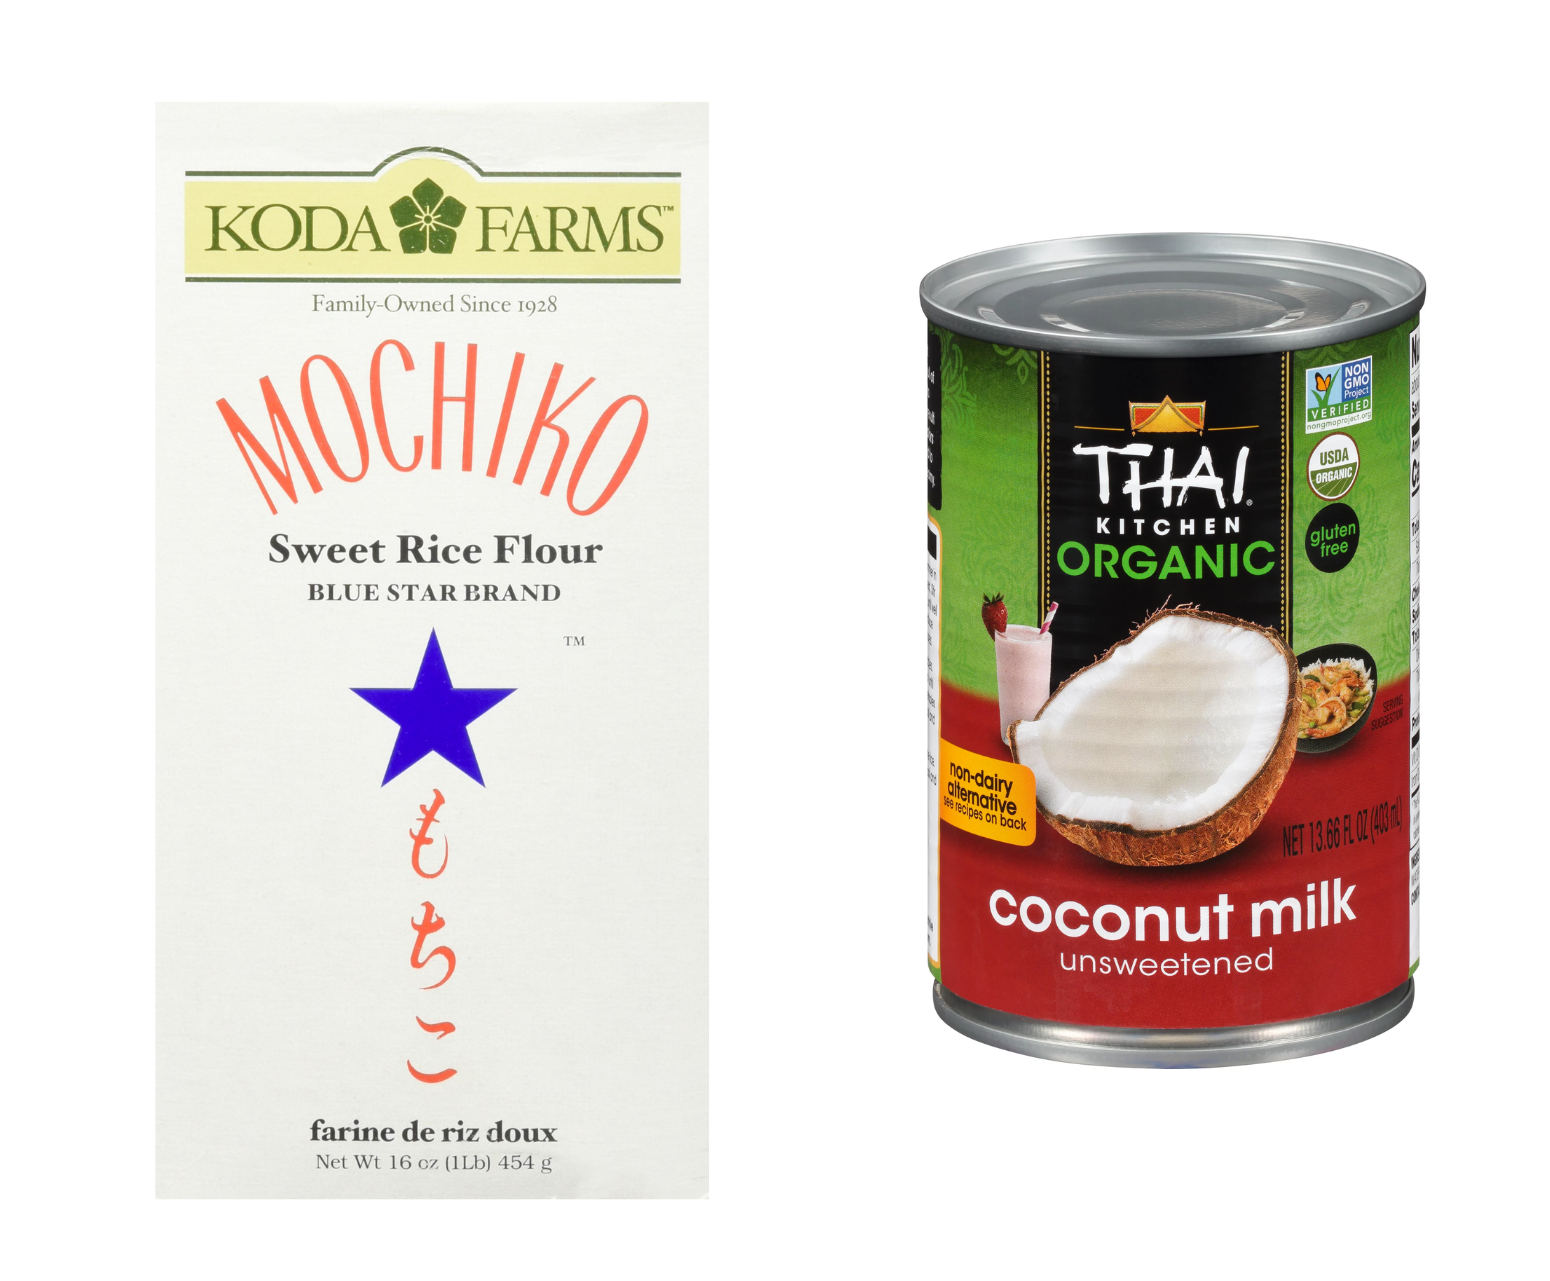 KODA FARMS™
Family-Owned Since 1928
MOCHIKO
Sweet Rice Flour
BLUE STAR BRAND
TM
もちこ
farine de riz doux
Net Wt 16 oz (1Lb) 454 g
NON
GMO
Project
VERIFIED
nongmoproject.org
THAI®
KITCHEN
ORGANIC
USDA
ORGANIC
gluten
free
SERVING
SUGGESTION
non-dairy
alternative
see recipes on back
NET 13.66 FL OZ (403 mL)
coconut milk
unsweetened